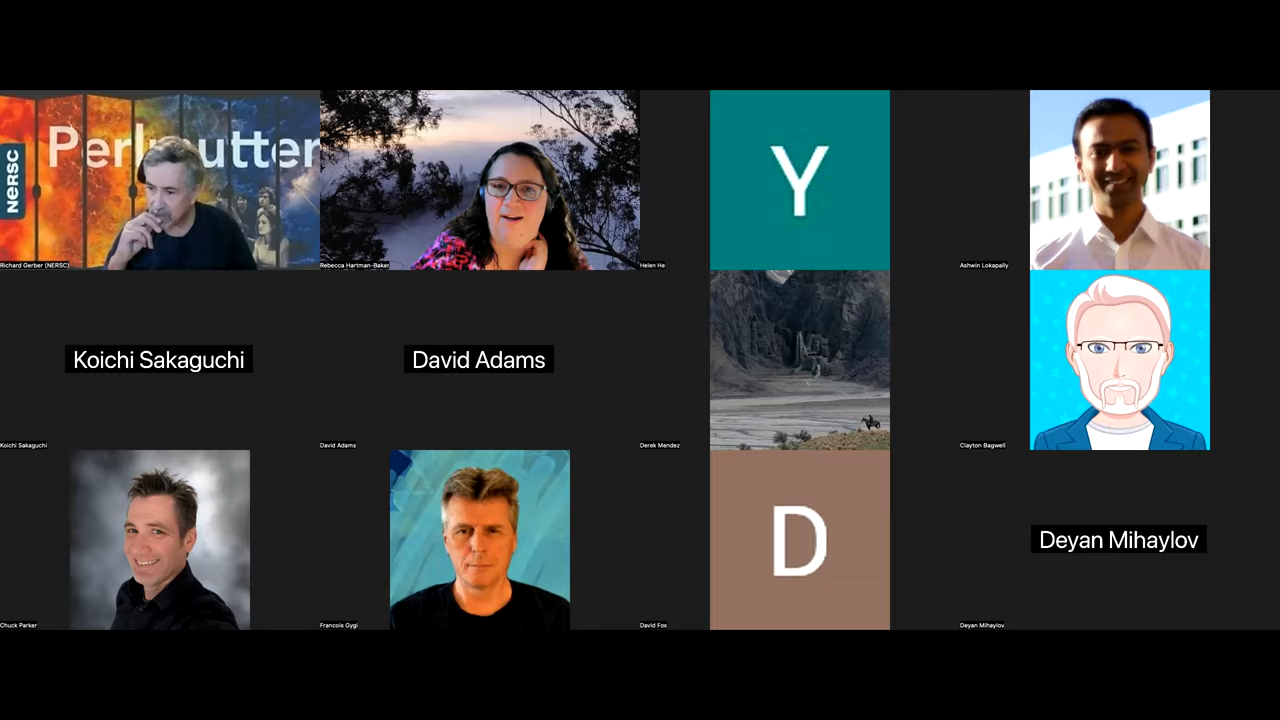 NERSC
Perlmutter
Richard Gerber (NERSC)
Rebecca Hartman-Baker
Helen He
Y
Ashwin Lokapally
Koichi Sakaguchi
David Adams
Koichi Sakaguchi
David Adams
Derek Mendez
Clayton Bagwell
D
Deyan Mihaylov
Chuck Parker
Francois Gygi
David Fox
Deyan Mihaylov